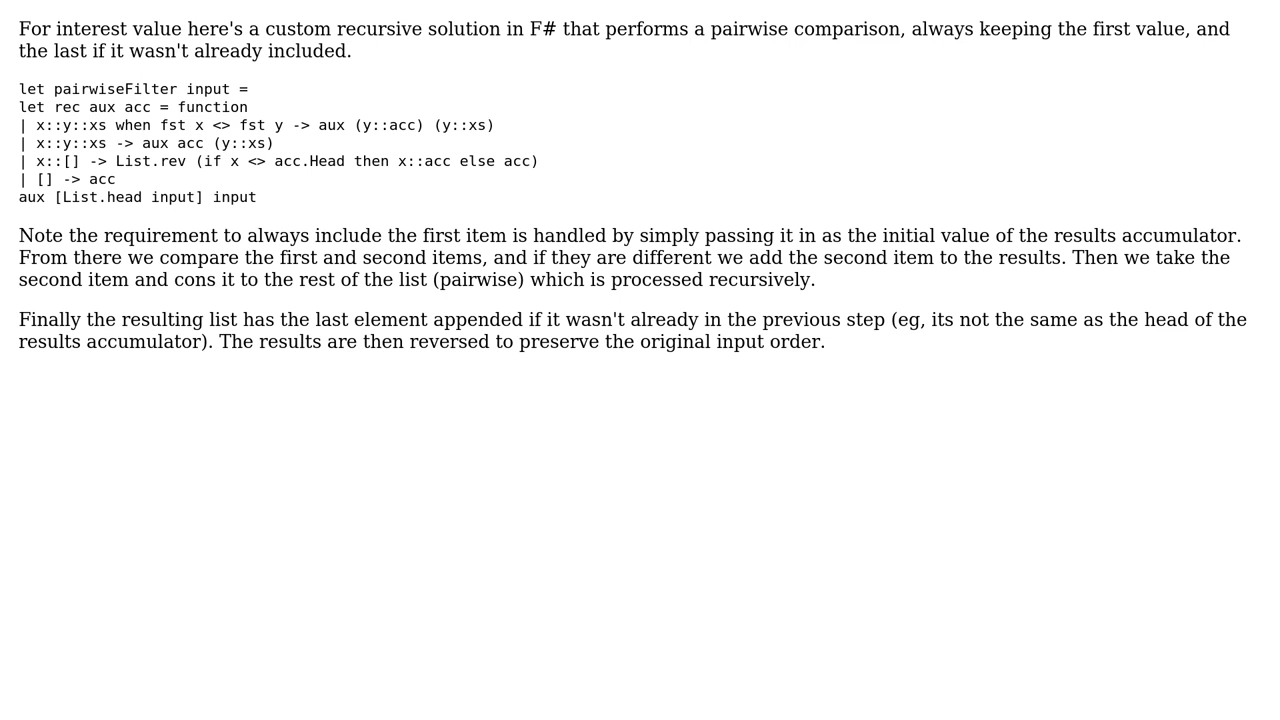 For interest value here's a custom recursive solution in F# that performs a pairwise comparison, always keeping the first value, and
the last if it wasn't already included.
let pairwiseFilter input =
let rec aux acc = function
| x::y::xs when fst x <> fst y -> aux (y::acc) (y::xs)
| x::y::xs -> aux acc (y::xs)
| x::[] -> List.rev (if x <> acc.Head then x::acc else acc)
| [] -> acc
aux [List.head input] input
Note the requirement to always include the first item is handled by simply passing it in as the initial value of the results accumulator.
From there we compare the first and second items, and if they are different we add the second item to the results. Then we take the
second item and cons it to the rest of the list (pairwise) which is processed recursively.
Finally the resulting list has the last element appended if it wasn't already in the previous step (eg, its not the same as the head of the
results accumulator). The results are then reversed to preserve the original input order.